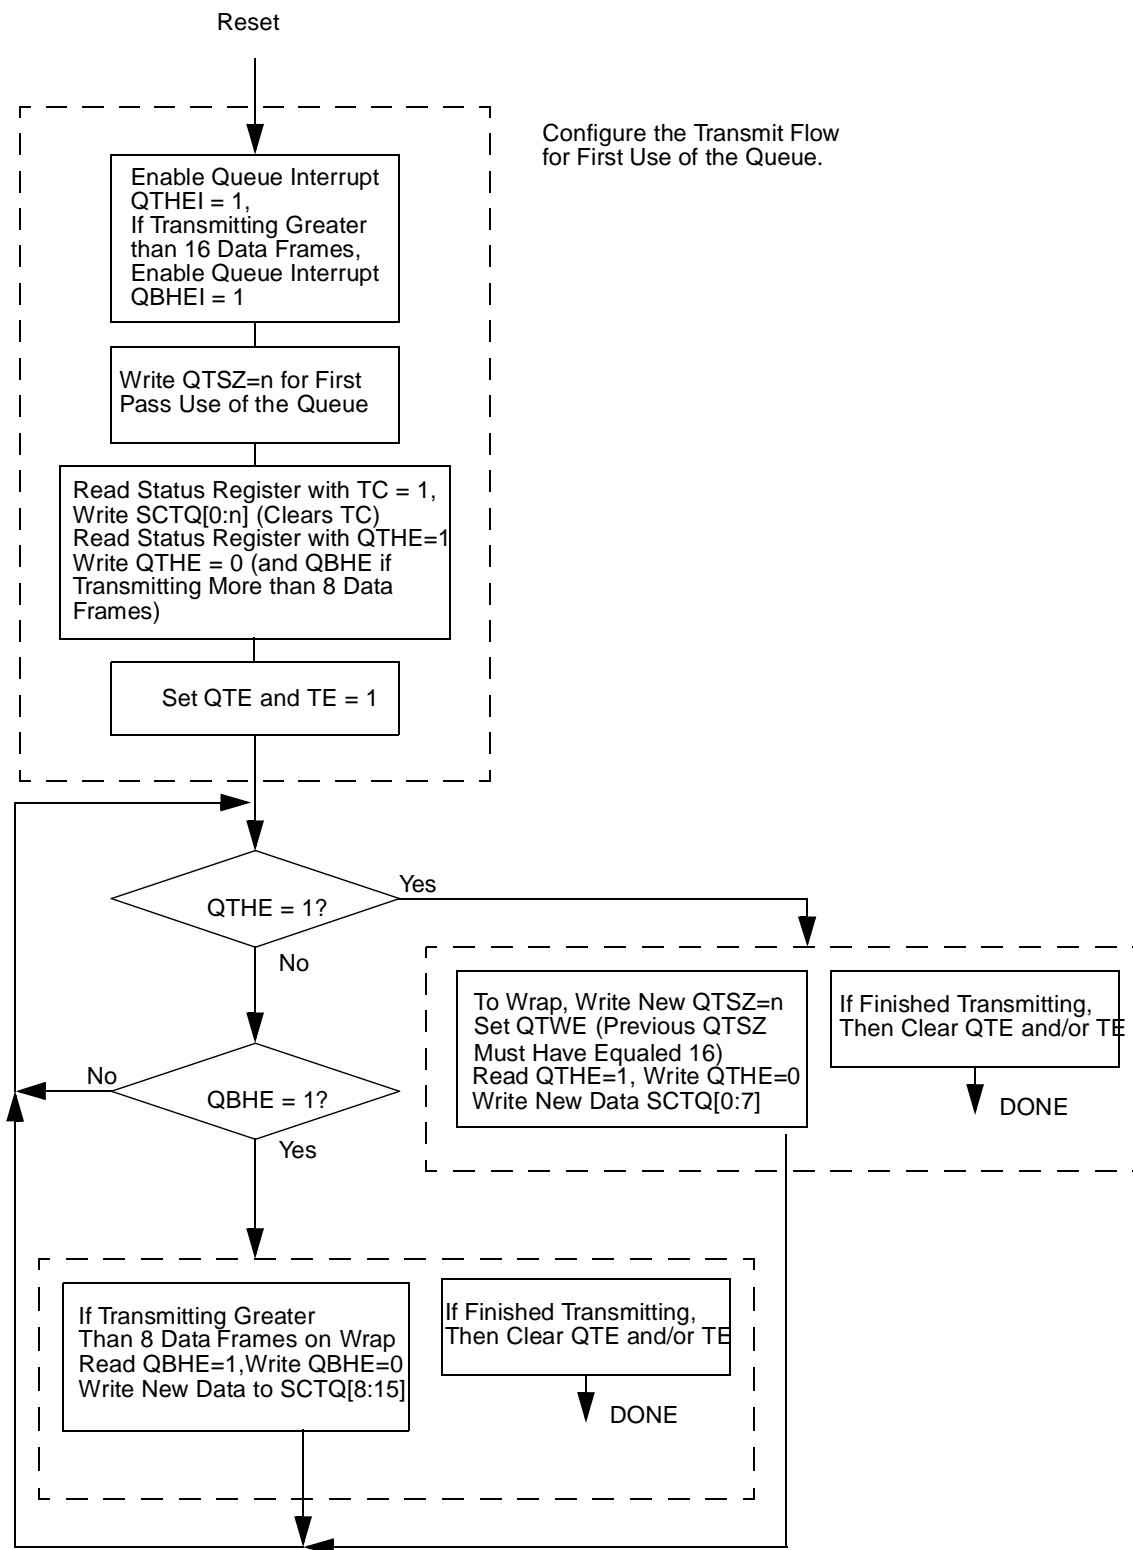 Reset
Configure the Transmit Flow
for First Use of the Queue.
Enable Queue Interrupt
QTHEI = 1,
If Transmitting Greater
than 16 Data Frames,
Enable Queue Interrupt
QBHEI = 1
Write QTSZ=n for First
Pass Use of the Queue
Read Status Register with TC = 1,
Write SCTQ[0:n] (Clears TC)
Read Status Register with QTHE=1
Write QTHE = 0 (and QBHE if
Transmitting More than 8 Data
Frames)
Set QTE and TE = 1
QTHE = 1?
Yes
No
To Wrap, Write New QTSZ=n
Set QTWE (Previous QTSZ
Must Have Equaled 16)
Read QTHE=1, Write QTHE=0
Write New Data SCTQ[0:7]
If Finished Transmitting,
Then Clear QTE and/or TE
DONE
No
QBHE = 1?
Yes
If Transmitting Greater
Than 8 Data Frames on Wrap
Read QBHE=1,Write QBHE=0
Write New Data to SCTQ[8:15]
If Finished Transmitting,
Then Clear QTE and/or TE
DONE